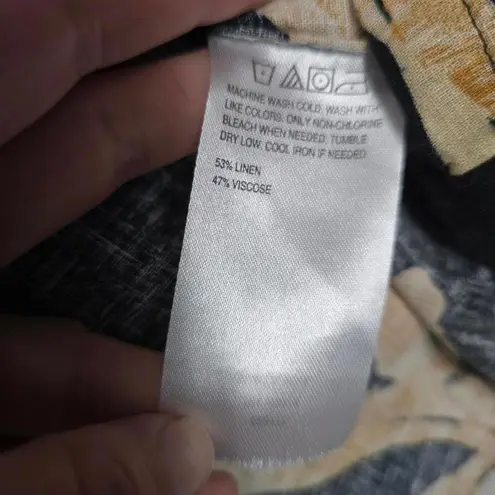 MACHINE WASH COLD, WASH WITH
LIKE COLORS. ONLY NON-CHLORINE
BLEACH WHEN NEEDED. TUMBLE
DRY LOW. COOL IRON IF NEEDED
53% LINEN
47% VISCOSE